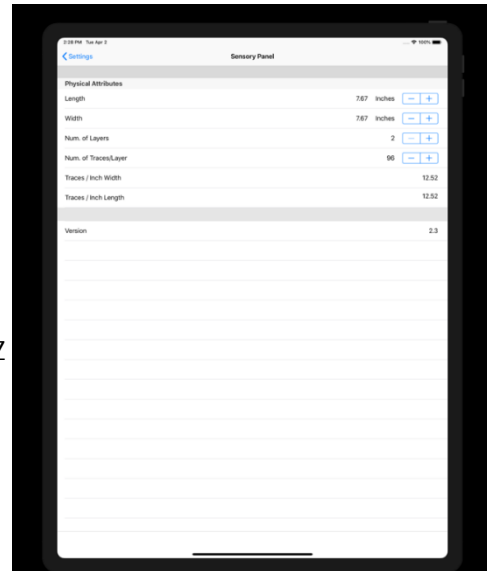 2:28 PM Tue Apr 2
100%
Settings
Sensory Panel
Physical Attributes
Length 7.67 Inches − +
Width 7.67 Inches − +
Num. of Layers 2 − +
Num. of Traces/Layer 96 − +
Traces / Inch Width 12.52
Traces / Inch Length 12.52
Version 2.3
7